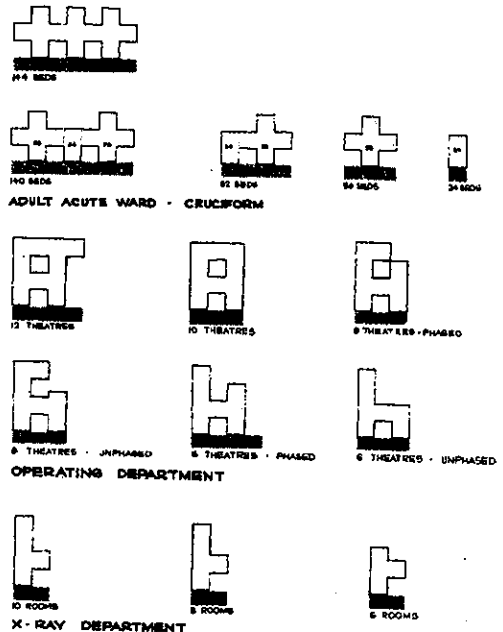 144 BEDS
140 BEDS
82 BEDS
56 BEDS
24 BEDS
ADULT ACUTE WARD - CRUCIFORM
12 THEATRES
10 THEATRES
8 THEATRES - PHASED
8 THEATRES - UNPHASED
6 THEATRES - PHASED
6 THEATRES - UNPHASED
OPERATING DEPARTMENT
10 ROOMS
8 ROOMS
6 ROOMS
X-RAY DEPARTMENT